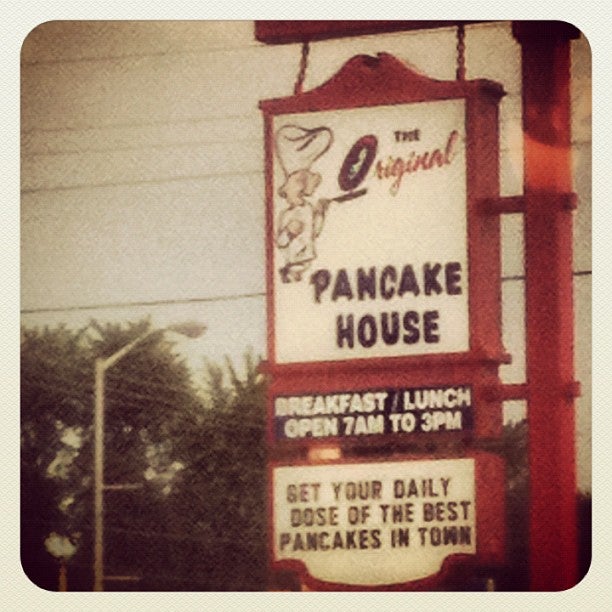 THE
Original
PANCAKE
HOUSE
BREAKFAST / LUNCH
OPEN 7AM TO 3PM
GET YOUR DAILY
DOSE OF THE BEST
PANCAKES IN TOWN